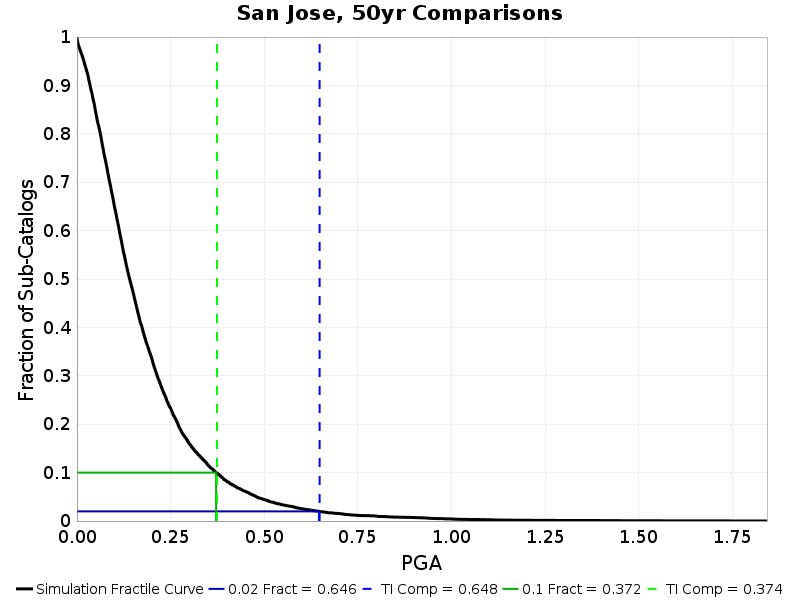 San Jose, 50yr Comparisons
Fraction of Sub-Catalogs
1
0.9
0.8
0.7
0.6
0.5
0.4
0.3
0.2
0.1
0
0.00 0.25 0.50 0.75 1.00 1.25 1.50 1.75
PGA
Simulation Fractile Curve 0.02 Fract = 0.646 TI Comp = 0.648 0.1 Fract = 0.372 TI Comp = 0.374